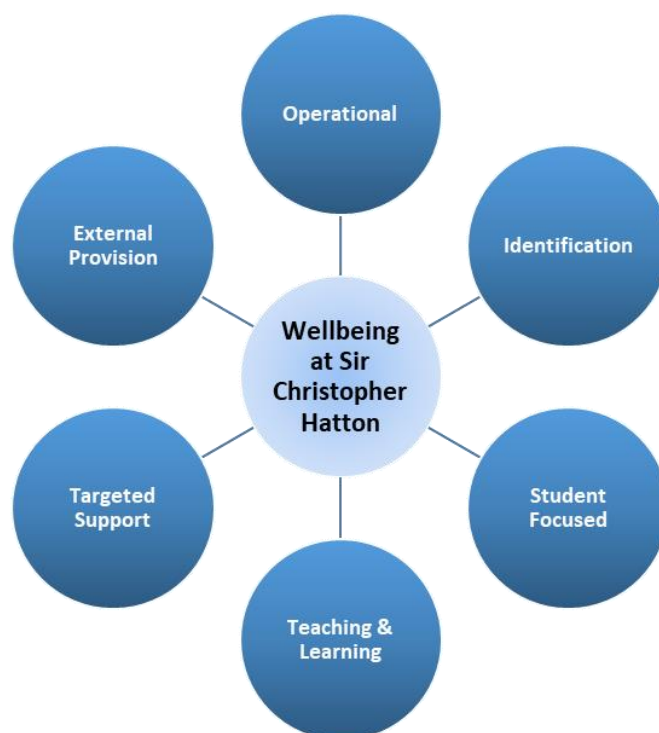 Operational
Identification
Student
Focused
Teaching &
Learning
Targeted
Support
External
Provision
Wellbeing
at Sir
Christopher
Hatton